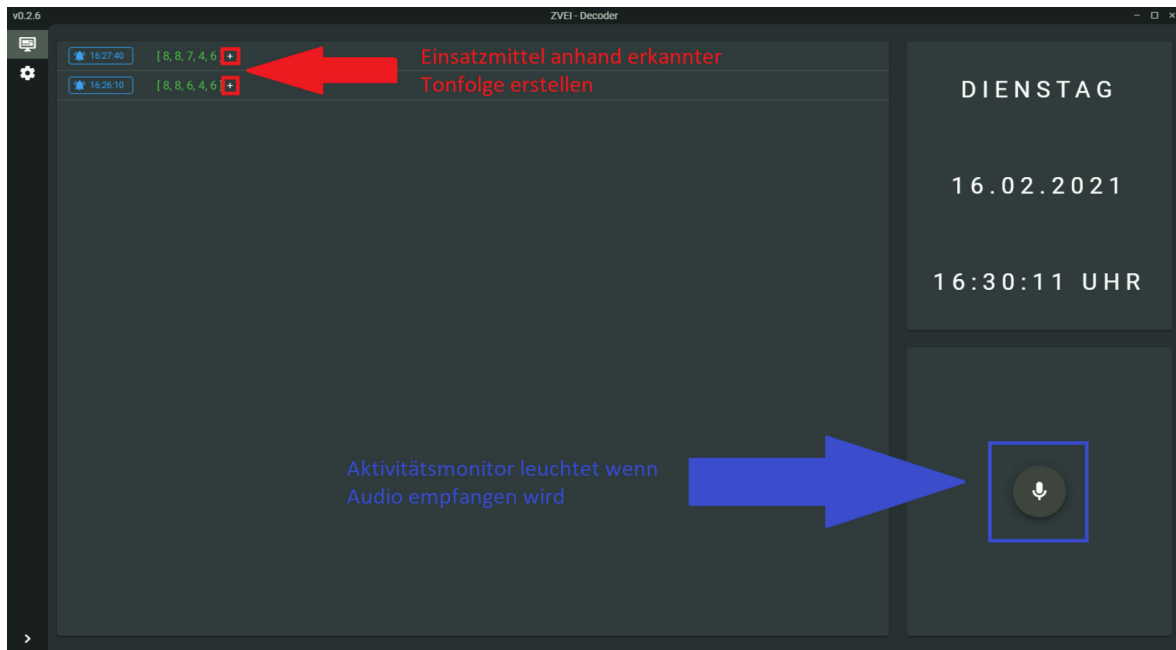 v0.2.6
ZVEI - Decoder
16:27:40 [ 8, 8, 7, 4, 6 ] +
Einsatzmittel anhand erkannter
16:26:10 [ 8, 8, 6, 4, 6 ] +
Tonfolge erstellen
DIENSTAG
16.02.2021
16:30:11 UHR
Aktivitätsmonitor leuchtet wenn
Audio empfangen wird